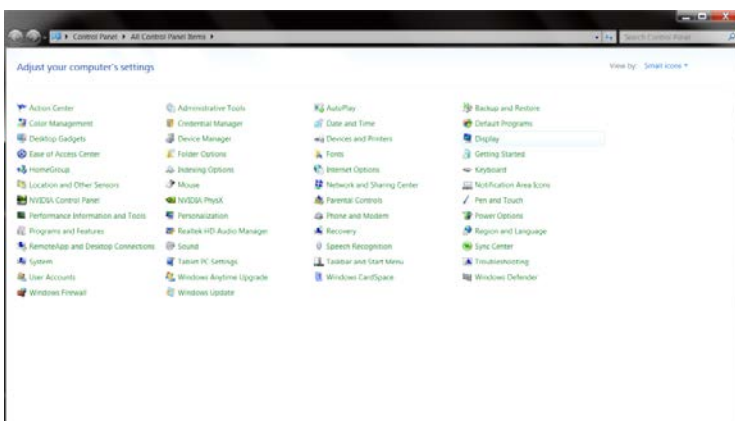 Control Panel All Control Panel Items Search Control Panel
Adjust your computer's settings View by: Small icons
Action Center Administrative Tools AutoPlay Backup and Restore
Color Management Credential Manager Date and Time Default Programs
Desktop Gadgets Device Manager Devices and Printers Display
Ease of Access Center Folder Options Fonts Getting Started
HomeGroup Indexing Options Internet Options Keyboard
Location and Other Sensors Mouse Network and Sharing Center Notification Area Icons
NVIDIA Control Panel NVIDIA PhysX Parental Controls Pen and Touch
Performance Information and Tools Personalization Phone and Modem Power Options
Programs and Features Realtek HD Audio Manager Recovery Region and Language
RemoteApp and Desktop Connections Sound Speech Recognition Sync Center
System Tablet PC Settings Taskbar and Start Menu Troubleshooting
User Accounts Windows Anytime Upgrade Windows CardSpace Windows Defender
Windows Firewall Windows Update